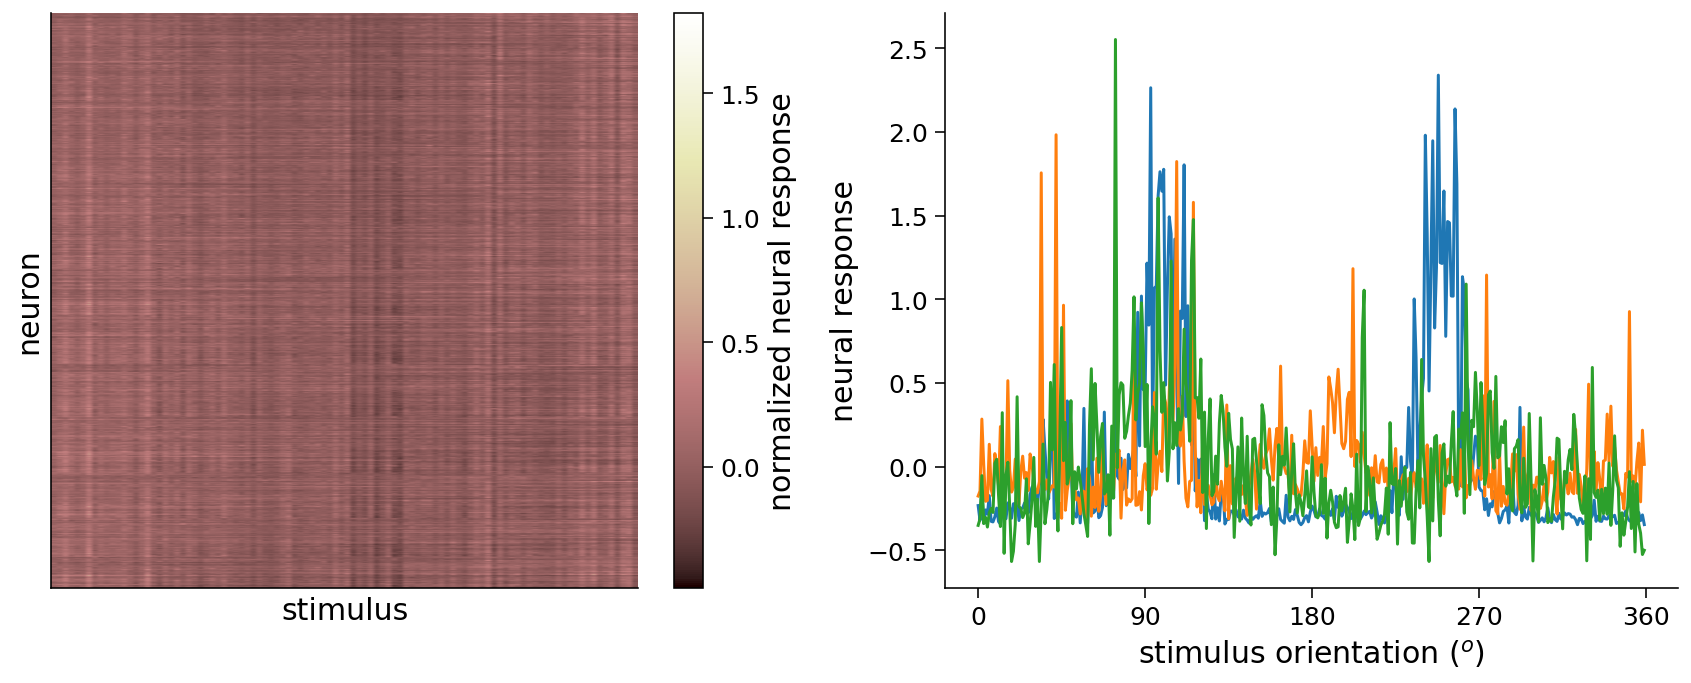 neuron
stimulus
1.5
1.0
0.5
0.0
normalized neural response
neural response
2.5
2.0
1.5
1.0
0.5
0.0
−0.5
0 90 180 270 360
stimulus orientation (o)